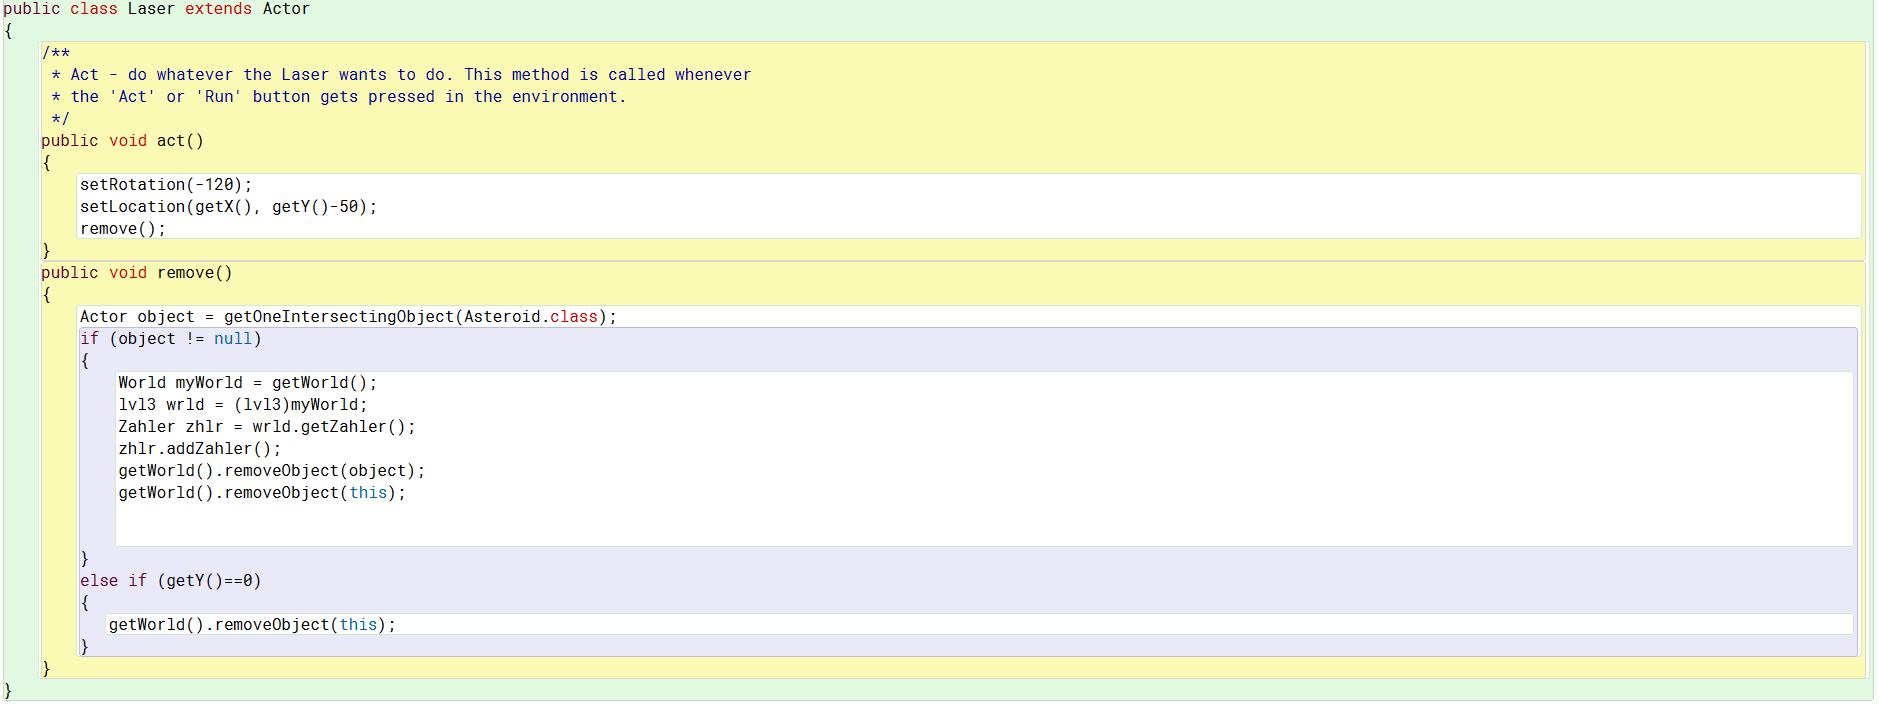 public class Laser extends Actor
{
    /**
     * Act - do whatever the Laser wants to do. This method is called whenever
     * the 'Act' or 'Run' button gets pressed in the environment.
     */
    public void act()
    {
        setRotation(-120);
        setLocation(getX(), getY()-50);
        remove();
    }
    public void remove()
    {
        Actor object = getOneIntersectingObject(Asteroid.class);
        if (object != null)
        {
            World myWorld = getWorld();
            lvl3 wrld = (lvl3)myWorld;
            Zahler zhlr = wrld.getZahler();
            zhlr.addZahler();
            getWorld().removeObject(object);
            getWorld().removeObject(this);
        }
        else if (getY()==0)
        {
           getWorld().removeObject(this);
        }
    }
}